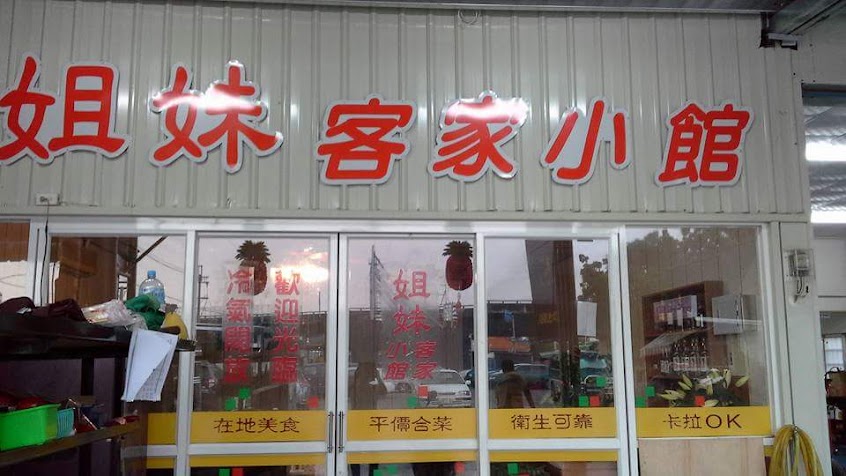 姐妹客家小館
歡迎光臨
冷氣開放
姐妹
客家
小館
在地美食
平價合菜
衛生可靠
卡拉OK